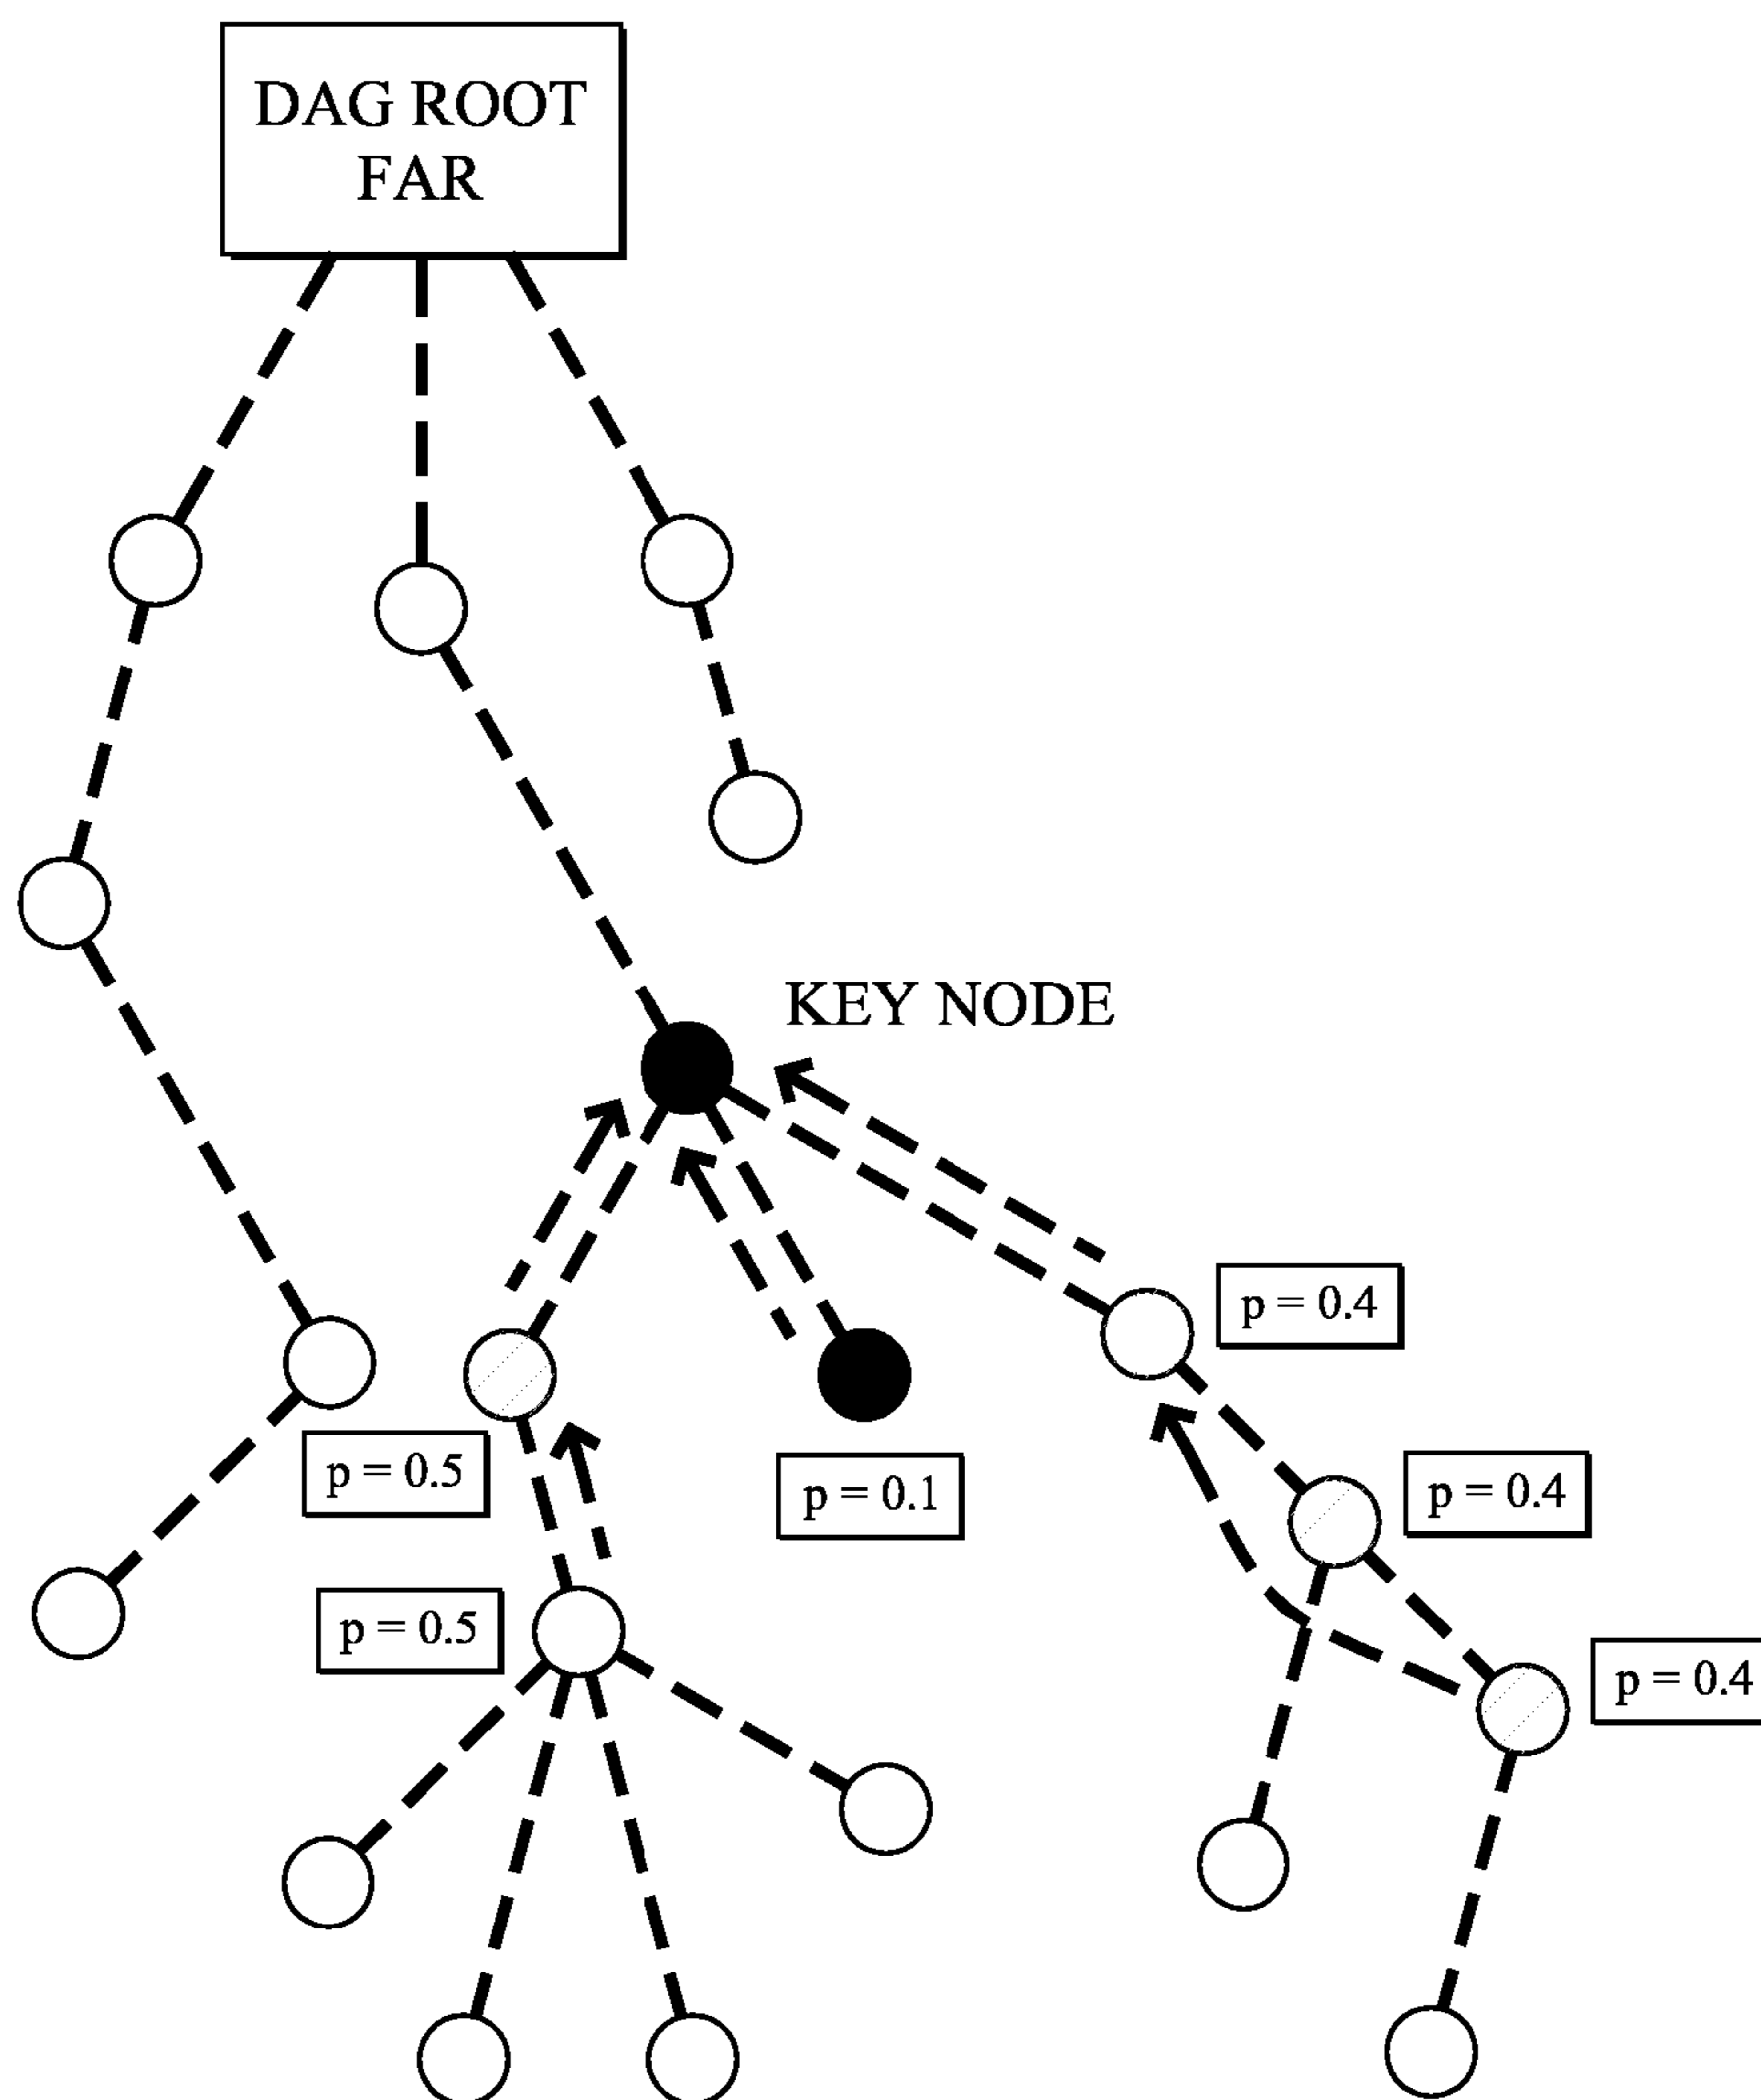 DAG ROOT
FAR
KEY NODE
p = 0.4
p = 0.5
p = 0.1
p = 0.4
p = 0.5
p = 0.4